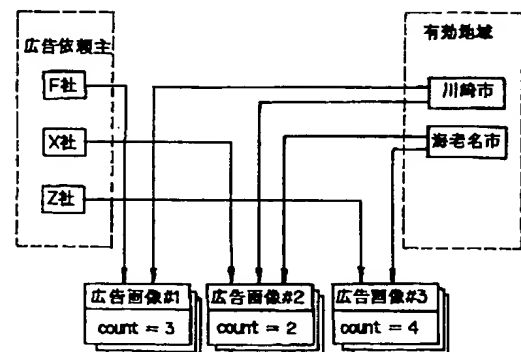 広告依頼主
F社
X社
Z社
有効地域
川崎市
海老名市
広告画像#1
count = 3
広告画像#2
count = 2
広告画像#3
count = 4